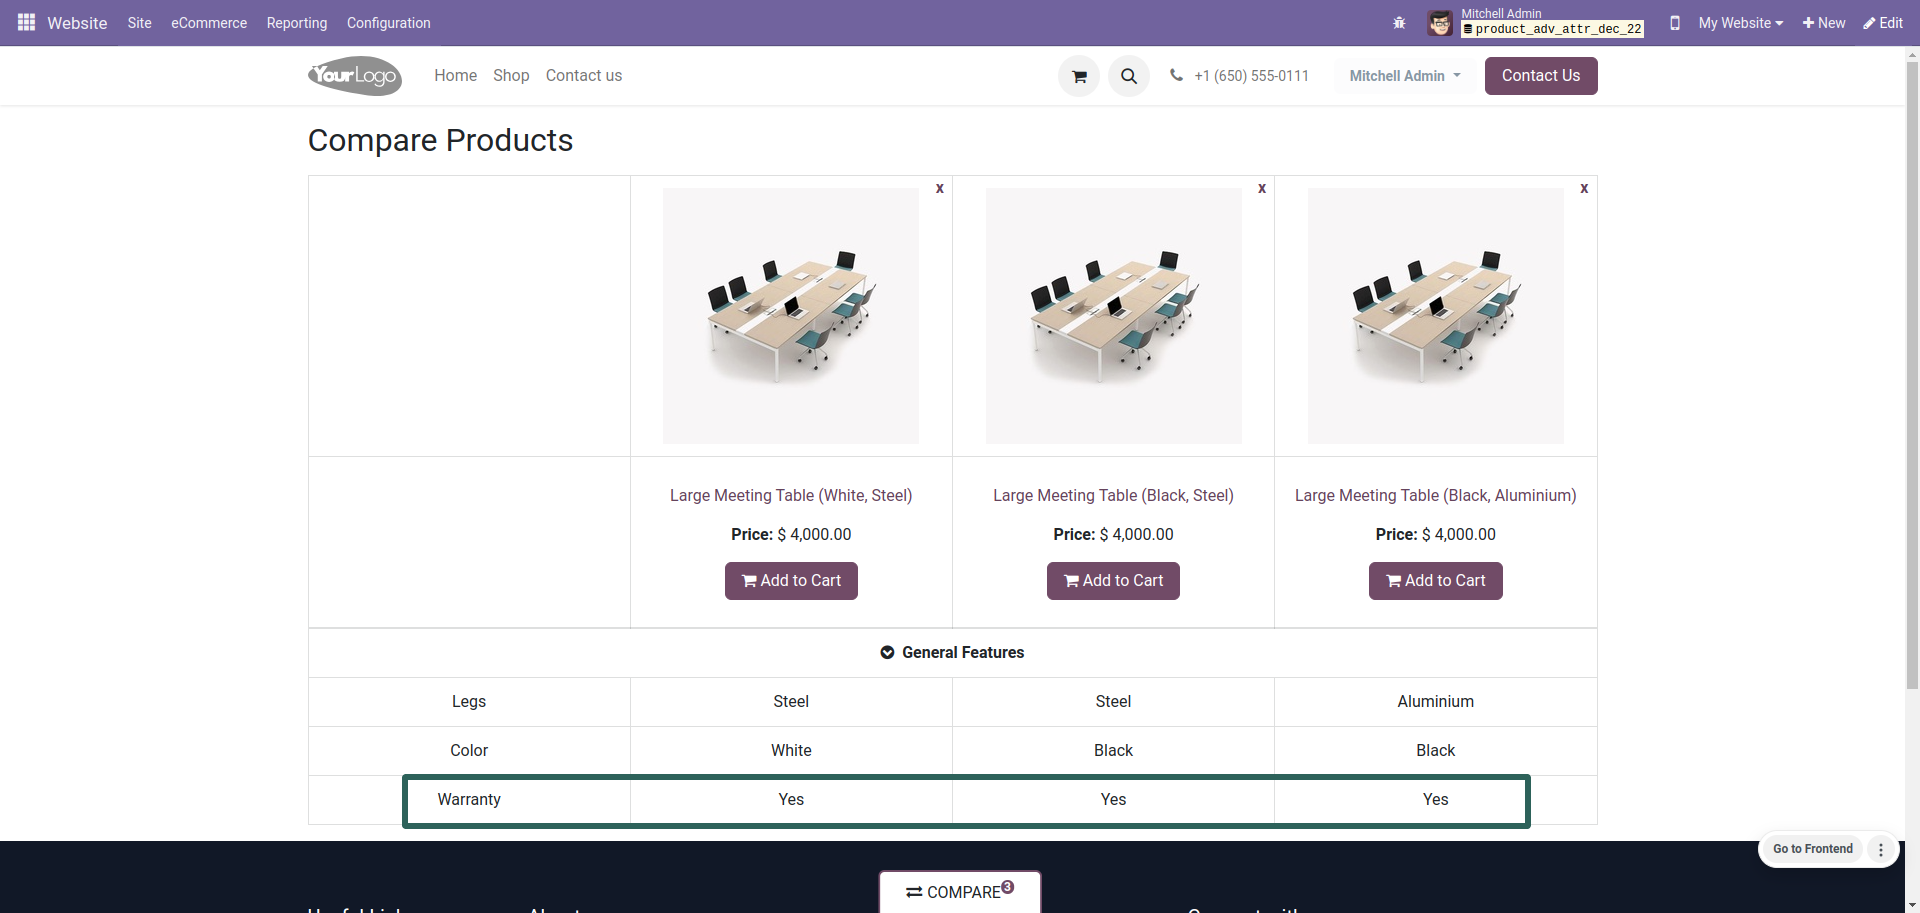 Website Site eCommerce Reporting Configuration
Mitchell Admin
product_adv_attr_dec_22
My Website New Edit
YourLogo Home Shop Contact us +1 (650) 555-0111 Mitchell Admin Contact Us
Compare Products
x x x
Large Meeting Table (White, Steel) Large Meeting Table (Black, Steel) Large Meeting Table (Black, Aluminium)
Price: $ 4,000.00 Price: $ 4,000.00 Price: $ 4,000.00
Add to Cart Add to Cart Add to Cart
General Features
Legs Steel Steel Aluminium
Color White Black Black
Warranty Yes Yes Yes
Go to Frontend
COMPARE 3